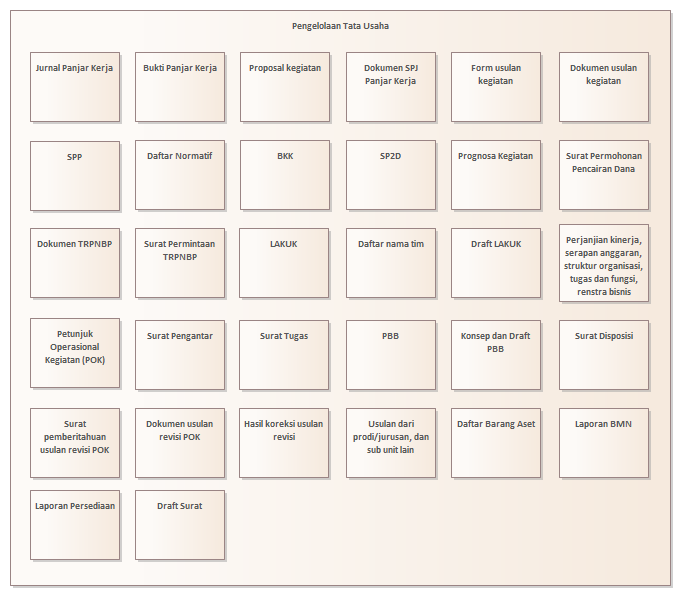 Pengelolaan Tata Usaha
Jurnal Panjar Kerja
Bukti Panjar Kerja
Proposal kegiatan
Dokumen SPJ
Panjar Kerja
Form usulan
kegiatan
Dokumen usulan
kegiatan
SPP
Daftar Normatif
BKK
SP2D
Prognosa Kegiatan
Surat Permohonan
Pencairan Dana
Dokumen TRPNBP
Surat Permintaan
TRPNBP
LAKUK
Daftar nama tim
Draft LAKUK
Perjanjian kinerja,
serapan anggaran,
struktur organisasi,
tugas dan fungsi,
renstra bisnis
Petunjuk
Operasional
Kegiatan (POK)
Surat Pengantar
Surat Tugas
PBB
Konsep dan Draft
PBB
Surat Disposisi
Surat
pemberitahuan
usulan revisi POK
Dokumen usulan
revisi POK
Hasil koreksi usulan
revisi
Usulan dari
prodi/jurusan, dan
sub unit lain
Daftar Barang Aset
Laporan BMN
Laporan Persediaan
Draft Surat